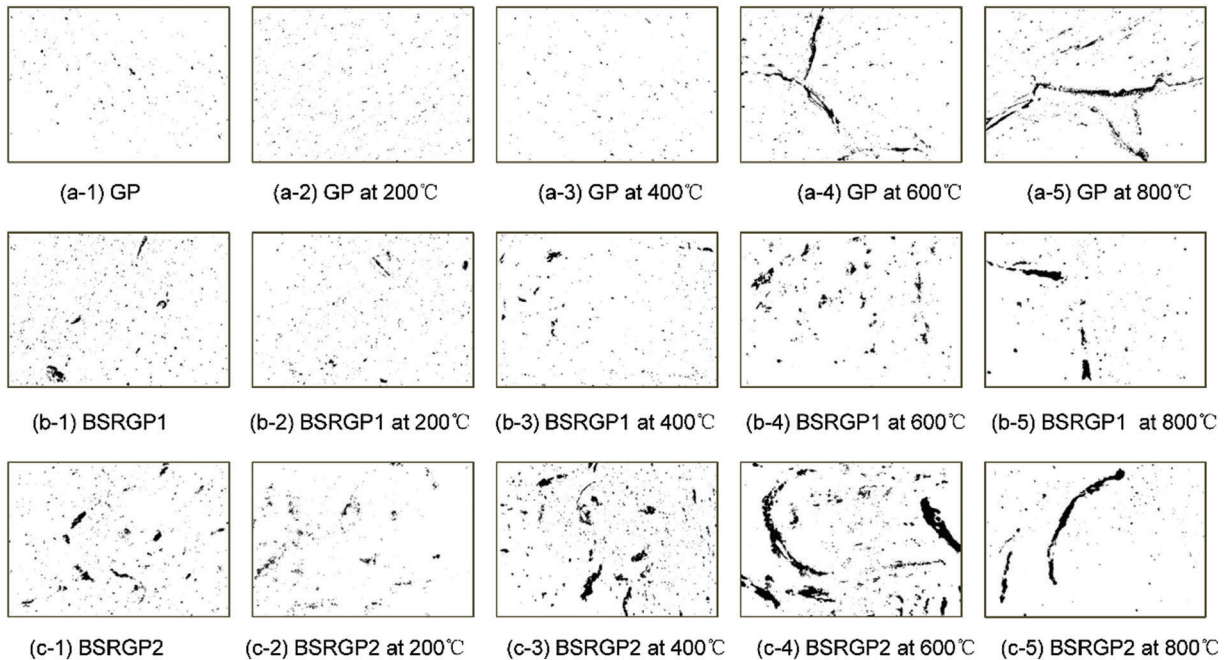 (a-1) GP
(a-2) GP at 200℃
(a-3) GP at 400℃
(a-4) GP at 600℃
(a-5) GP at 800℃
(b-1) BSRGP1
(b-2) BSRGP1 at 200℃
(b-3) BSRGP1 at 400℃
(b-4) BSRGP1 at 600℃
(b-5) BSRGP1 at 800℃
(c-1) BSRGP2
(c-2) BSRGP2 at 200℃
(c-3) BSRGP2 at 400℃
(c-4) BSRGP2 at 600℃
(c-5) BSRGP2 at 800℃